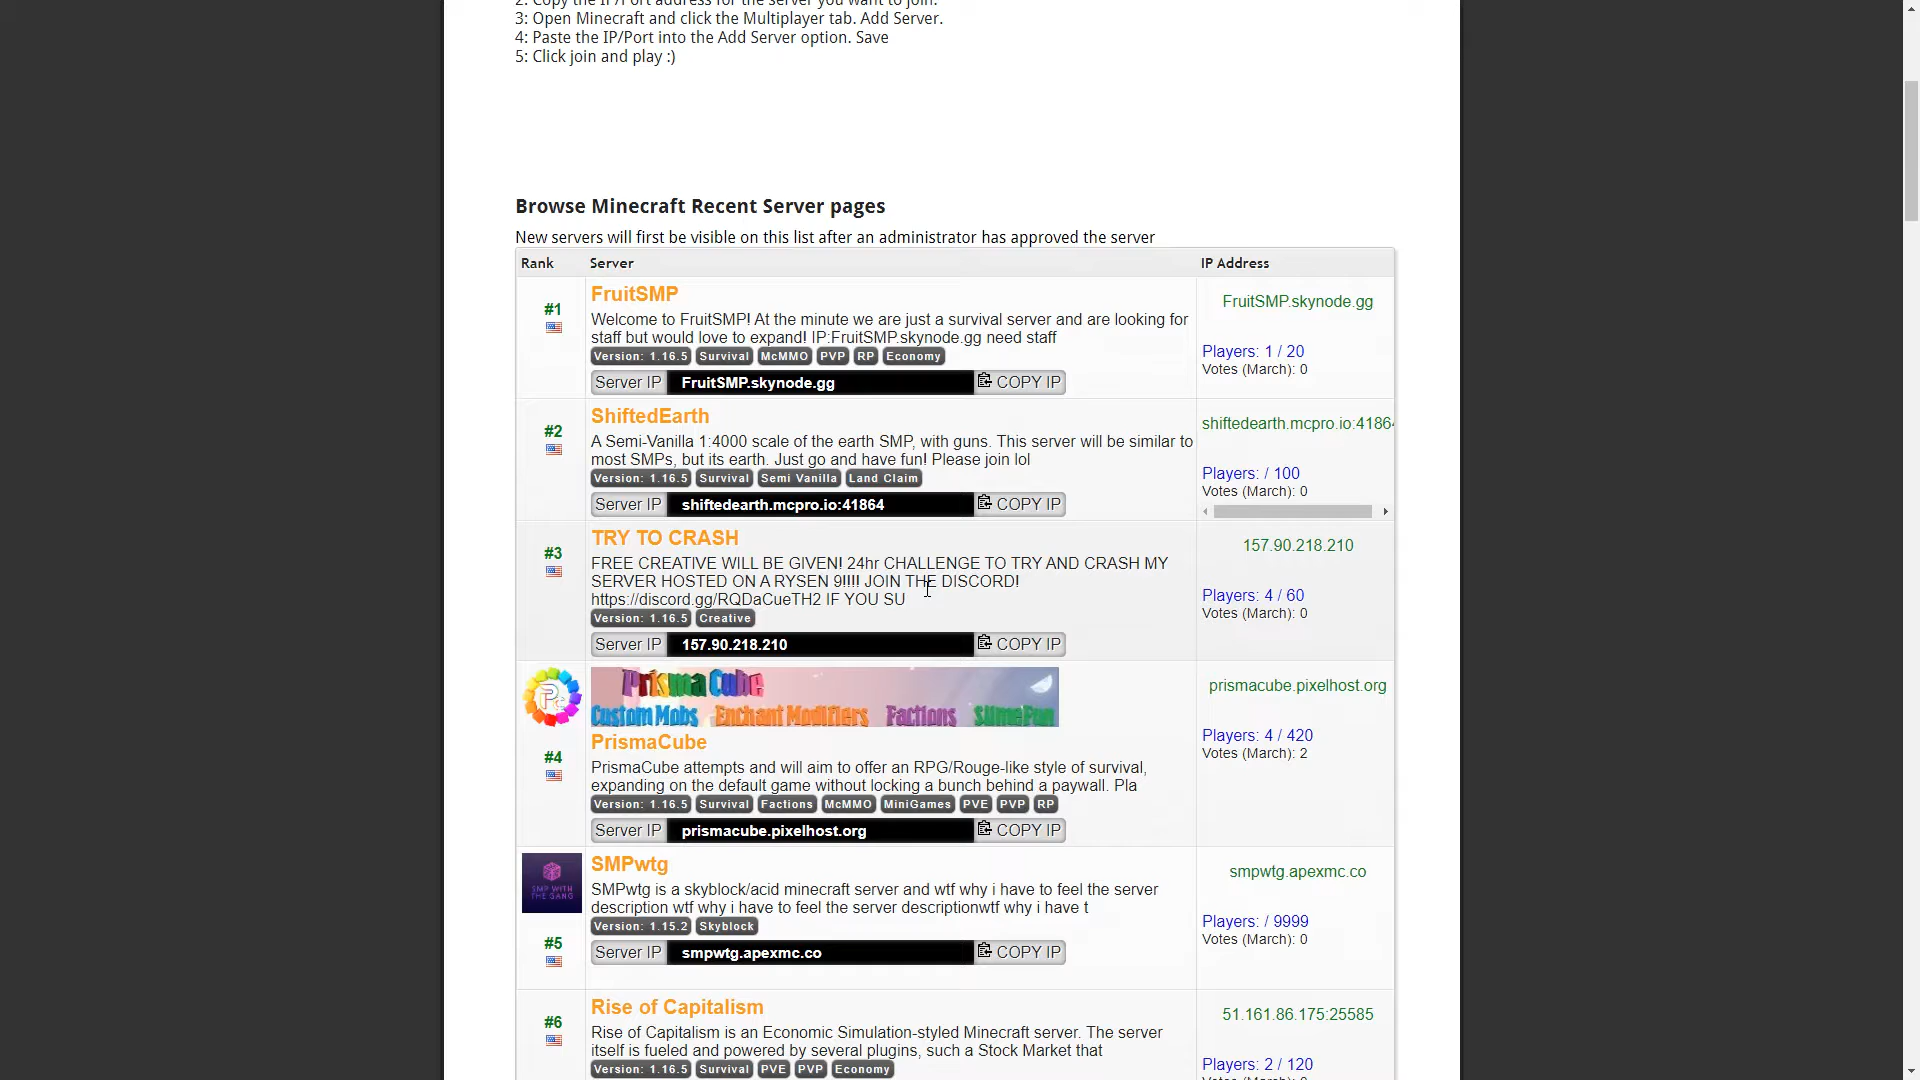 2: Copy the IP/Port address for the server you want to join.
3: Open Minecraft and click the Multiplayer tab. Add Server.
4: Paste the IP/Port into the Add Server option. Save
5: Click join and play :)
Browse Minecraft Recent Server pages
New servers will first be visible on this list after an administrator has approved the server
Rank Server IP Address
#1
FruitSMP
Welcome to FruitSMP! At the minute we are just a survival server and are looking for
staff but would love to expand! IP:FruitSMP.skynode.gg need staff
Version: 1.16.5 Survival McMMO PVP RP Economy
Server IP FruitSMP.skynode.gg COPY IP
FruitSMP.skynode.gg
Players: 1 / 20
Votes (March): 0
#2
ShiftedEarth
A Semi-Vanilla 1:4000 scale of the earth SMP, with guns. This server will be similar to
most SMPs, but its earth. Just go and have fun! Please join lol
Version: 1.16.5 Survival Semi Vanilla Land Claim
Server IP shiftedearth.mcpro.io:41864 COPY IP
shiftedearth.mcpro.io:41864
Players: / 100
Votes (March): 0
#3
TRY TO CRASH
FREE CREATIVE WILL BE GIVEN! 24hr CHALLENGE TO TRY AND CRASH MY
SERVER HOSTED ON A RYSEN 9!!!! JOIN THE DISCORD!
https://discord.gg/RQDaCueTH2 IF YOU SU
Version: 1.16.5 Creative
Server IP 157.90.218.210 COPY IP
157.90.218.210
Players: 4 / 60
Votes (March): 0
Prisma Cube
Custom Mobs Enchant Modifiers Factions SlimeFun
#4
PrismaCube
PrismaCube attempts and will aim to offer an RPG/Rouge-like style of survival,
expanding on the default game without locking a bunch behind a paywall. Pla
Version: 1.16.5 Survival Factions McMMO MiniGames PVE PVP RP
Server IP prismacube.pixelhost.org COPY IP
prismacube.pixelhost.org
Players: 4 / 420
Votes (March): 2
SMP WITH
THE GANG
#5
SMPwtg
SMPwtg is a skyblock/acid minecraft server and wtf why i have to feel the server
description wtf why i have to feel the server descriptionwtf why i have t
Version: 1.15.2 Skyblock
Server IP smpwtg.apexmc.co COPY IP
smpwtg.apexmc.co
Players: / 9999
Votes (March): 0
#6
Rise of Capitalism
Rise of Capitalism is an Economic Simulation-styled Minecraft server. The server
itself is fueled and powered by several plugins, such a Stock Market that
Version: 1.16.5 Survival PVE PVP Economy
51.161.86.175:25585
Players: 2 / 120